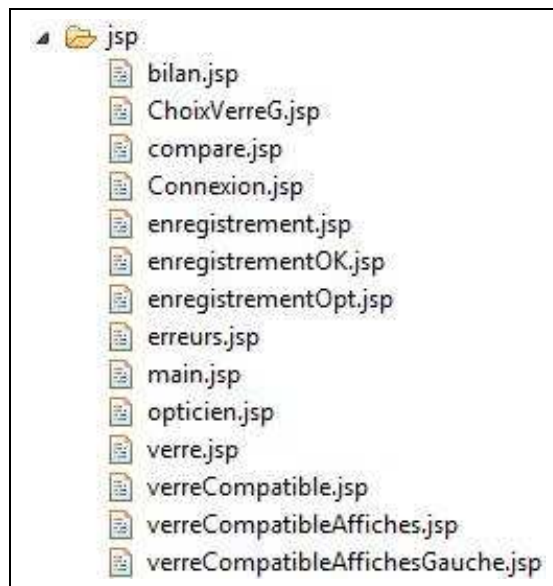 jsp
bilan.jsp
ChoixVerreG.jsp
compare.jsp
Connexion.jsp
enregistrement.jsp
enregistrementOK.jsp
enregistrementOpt.jsp
erreurs.jsp
main.jsp
opticien.jsp
verre.jsp
verreCompatible.jsp
verreCompatibleAffiches.jsp
verreCompatibleAffichesGauche.jsp